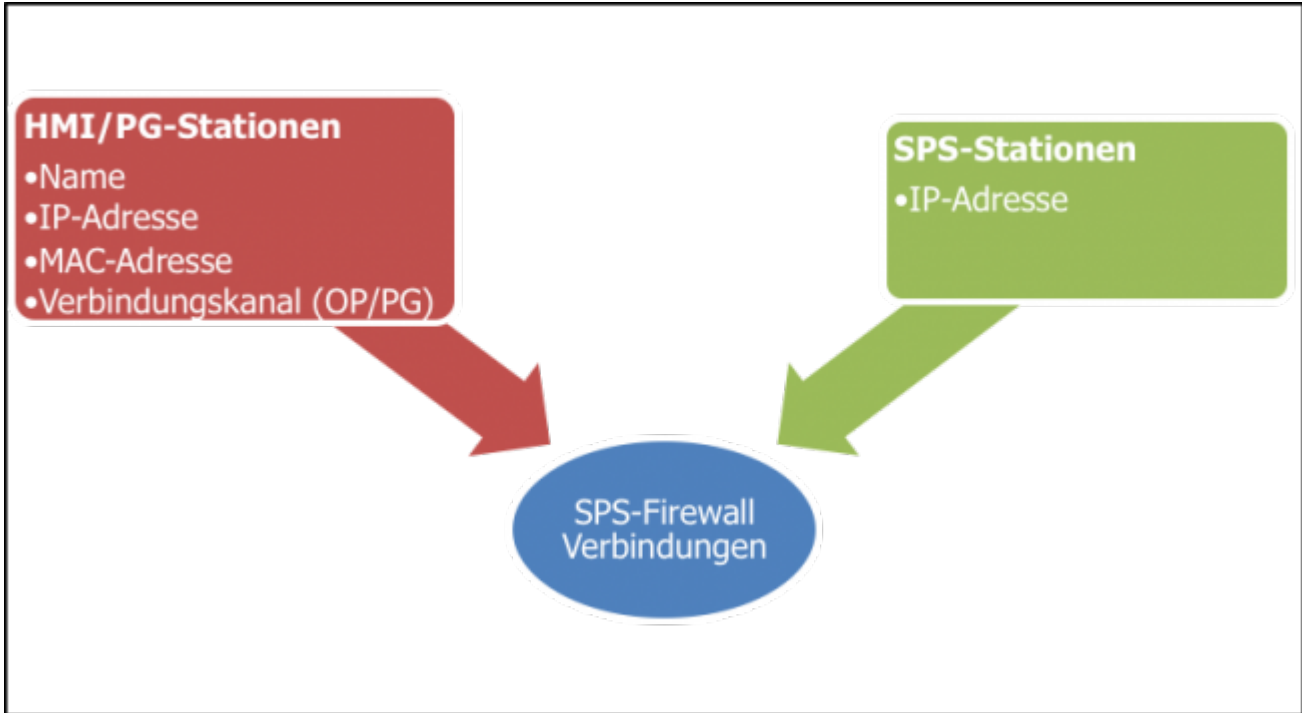 HMI/PG-Stationen
•Name
•IP-Adresse
•MAC-Adresse
•Verbindungskanal (OP/PG)
SPS-Stationen
•IP-Adresse
SPS-Firewall
Verbindungen